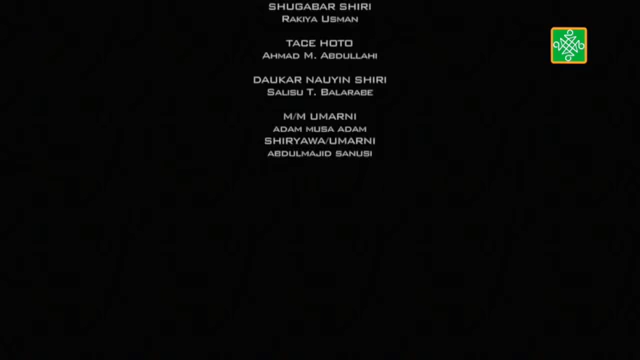 SHUGABAR SHIRI
RAKIYA USMAN
TACE HOTO
AHMAD M. ABDULLAHI
DAUKAR NAUYIN SHIRI
SALISU T. BALARABE
M/M UMARNI
ADAM MUSA ADAM
SHIRYAWA/UMARNI
ABDULMAJID SANUSI